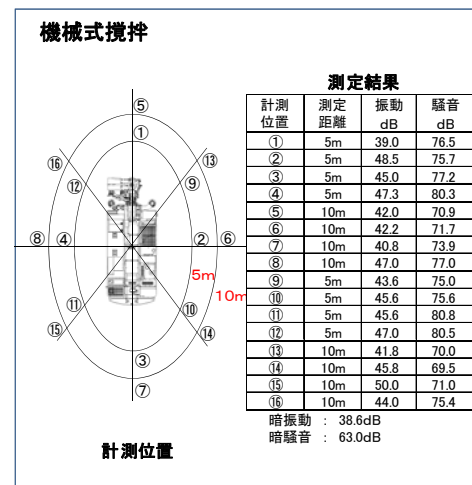 機械式撹拌
測定結果
計測位置 測定距離 振動dB 騒音dB
① 5m 39.0 76.5
② 5m 48.5 75.7
③ 5m 45.0 77.2
④ 5m 47.3 80.3
⑤ 10m 42.0 70.9
⑥ 10m 42.2 71.7
⑦ 10m 40.8 73.9
⑧ 10m 47.0 77.0
⑨ 5m 43.6 75.0
⑩ 5m 45.6 75.6
⑪ 5m 45.6 80.8
⑫ 5m 47.0 80.5
⑬ 10m 41.8 70.0
⑭ 10m 45.8 69.5
⑮ 10m 50.0 71.0
⑯ 10m 44.0 75.4
暗振動 : 38.6dB
暗騒音 : 63.0dB
⑤
①
⑯ ⑬
⑫ ⑨
⑧ ④ ② ⑥
5m
10m
⑪ ⑩
⑮ ⑭
③
⑦
計測位置